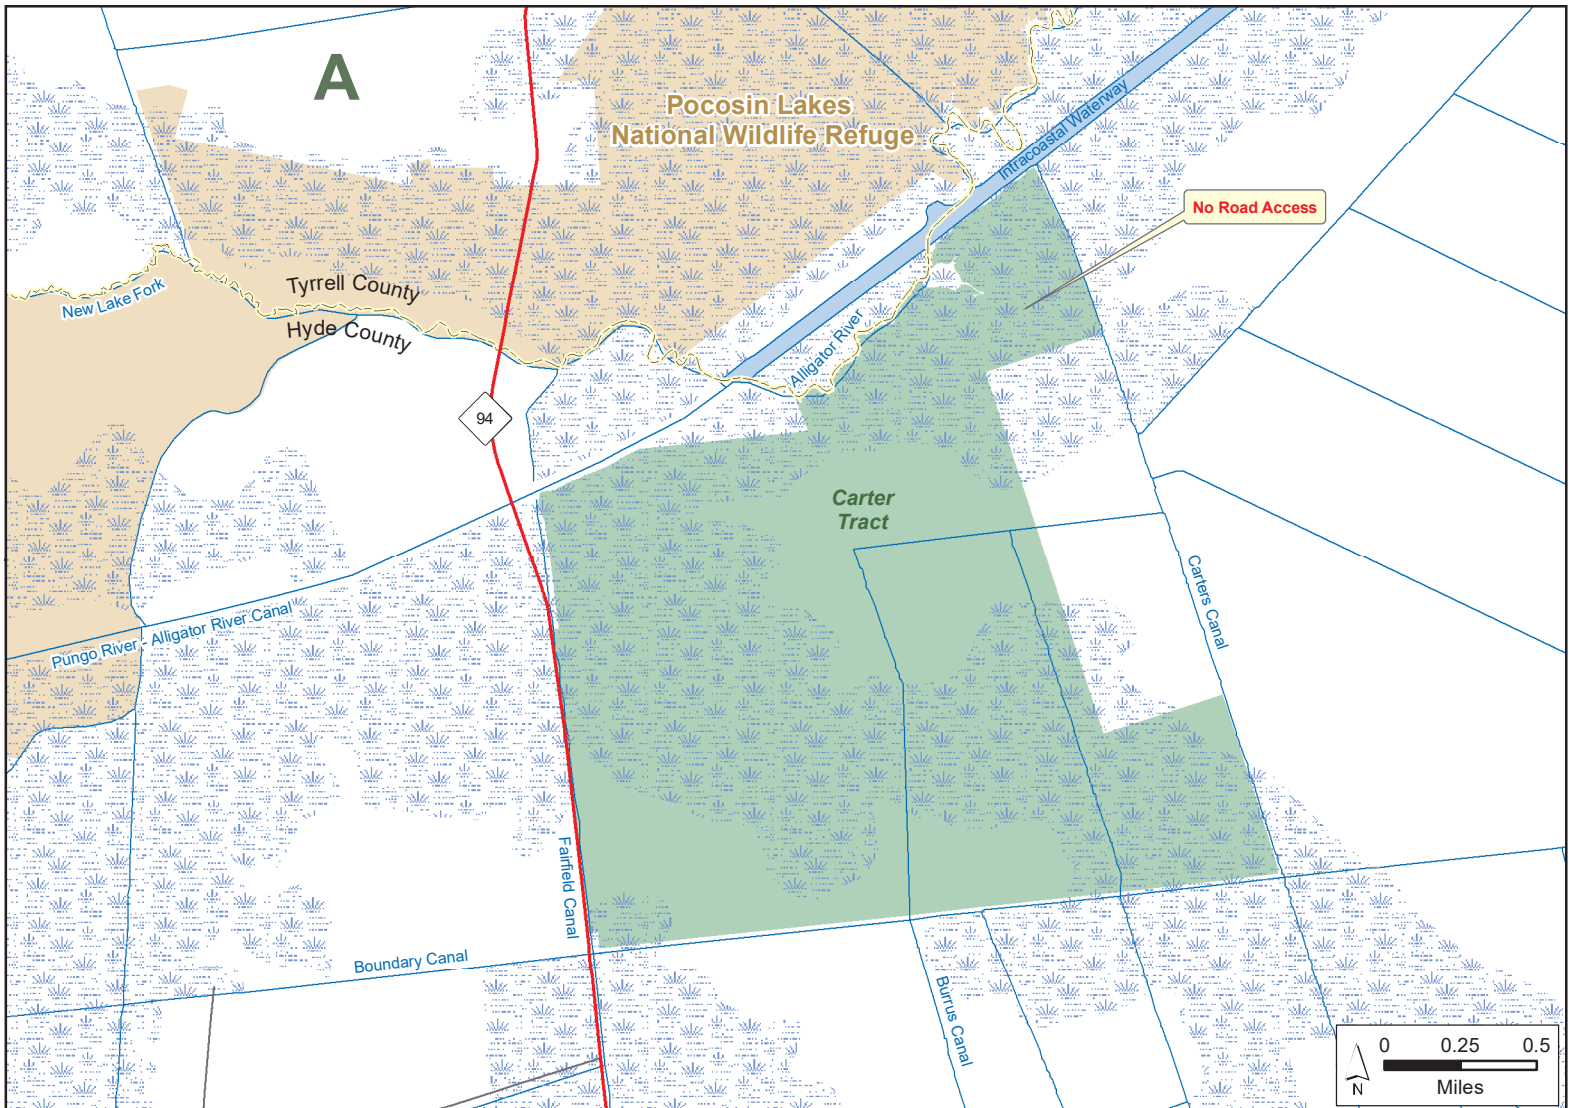 A
Pocosin Lakes
National Wildlife Refuge
Intracoastal Waterway
No Road Access
New Lake Fork
Tyrrell County
Hyde County
Alligator River
94
Carter
Tract
Carters Canal
Pungo River - Alligator River Canal
Fairfield Canal
Boundary Canal
Burrus Canal
0 0.25 0.5
Miles
N